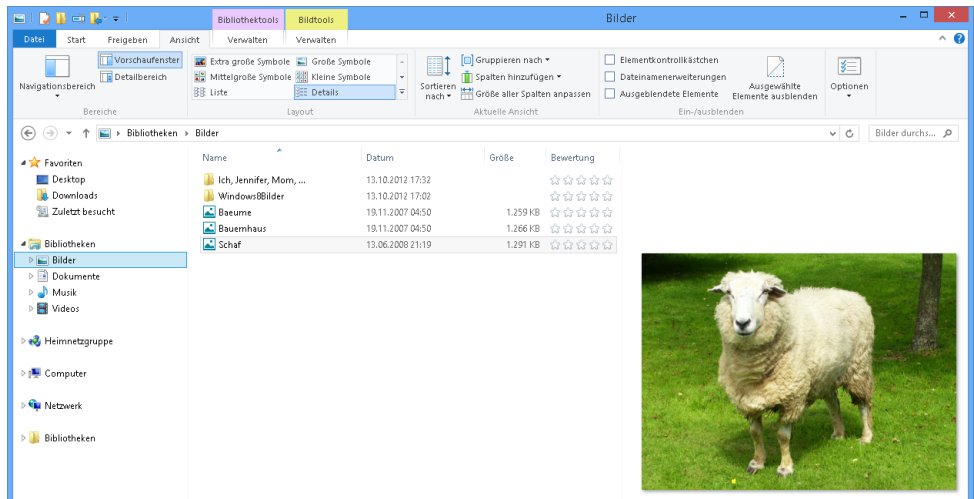 Bibliothektools Bildtools Bilder
Datei Start Freigeben Ansicht Verwalten Verwalten
Navigationsbereich
Vorschaufenster
Detailbereich
Bereiche
Extra große Symbole Große Symbole
Mittelgroße Symbole Kleine Symbole
Liste Details
Layout
Sortieren
nach
Gruppieren nach
Spalten hinzufügen
Größe aller Spalten anpassen
Aktuelle Ansicht
Elementkontrollkästchen
Dateinamenerweiterungen
Ausgeblendete Elemente
Ausgewählte
Elemente ausblenden
Ein-/ausblenden
Optionen
Bibliotheken Bilder
Bilder durchs...
Favoriten
Desktop
Downloads
Zuletzt besucht
Bibliotheken
Bilder
Dokumente
Musik
Videos
Heimnetzgruppe
Computer
Netzwerk
Bibliotheken
Name Datum Größe Bewertung
Ich, Jennifer, Mom, ... 13.10.2012 17:32
Windows8Bilder 13.10.2012 17:02
Baeume 19.11.2007 04:50 1.259 KB
Bauernhaus 19.11.2007 04:50 1.266 KB
Schaf 13.06.2008 21:19 1.291 KB